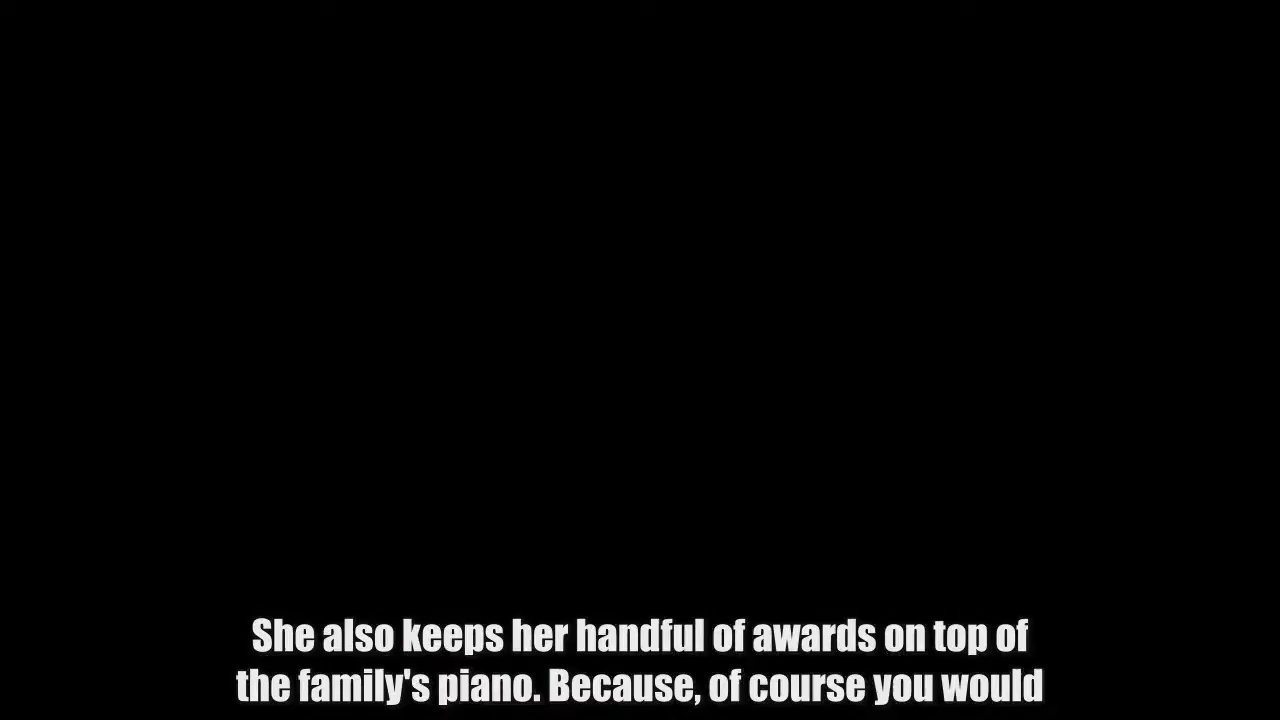 She also keeps her handful of awards on top of
the family's piano. Because, of course you would